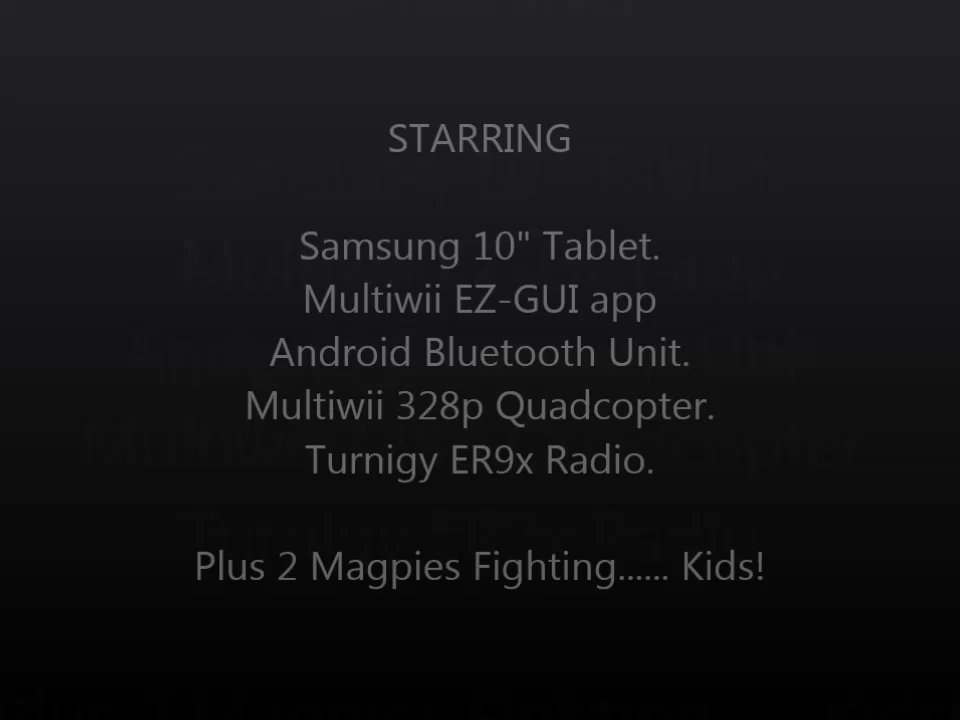 STARRING
Samsung 10" Tablet.
Multiwii EZ-GUI app
Android Bluetooth Unit.
Multiwii 328p Quadcopter.
Turnigy ER9x Radio.
Plus 2 Magpies Fighting...... Kids!